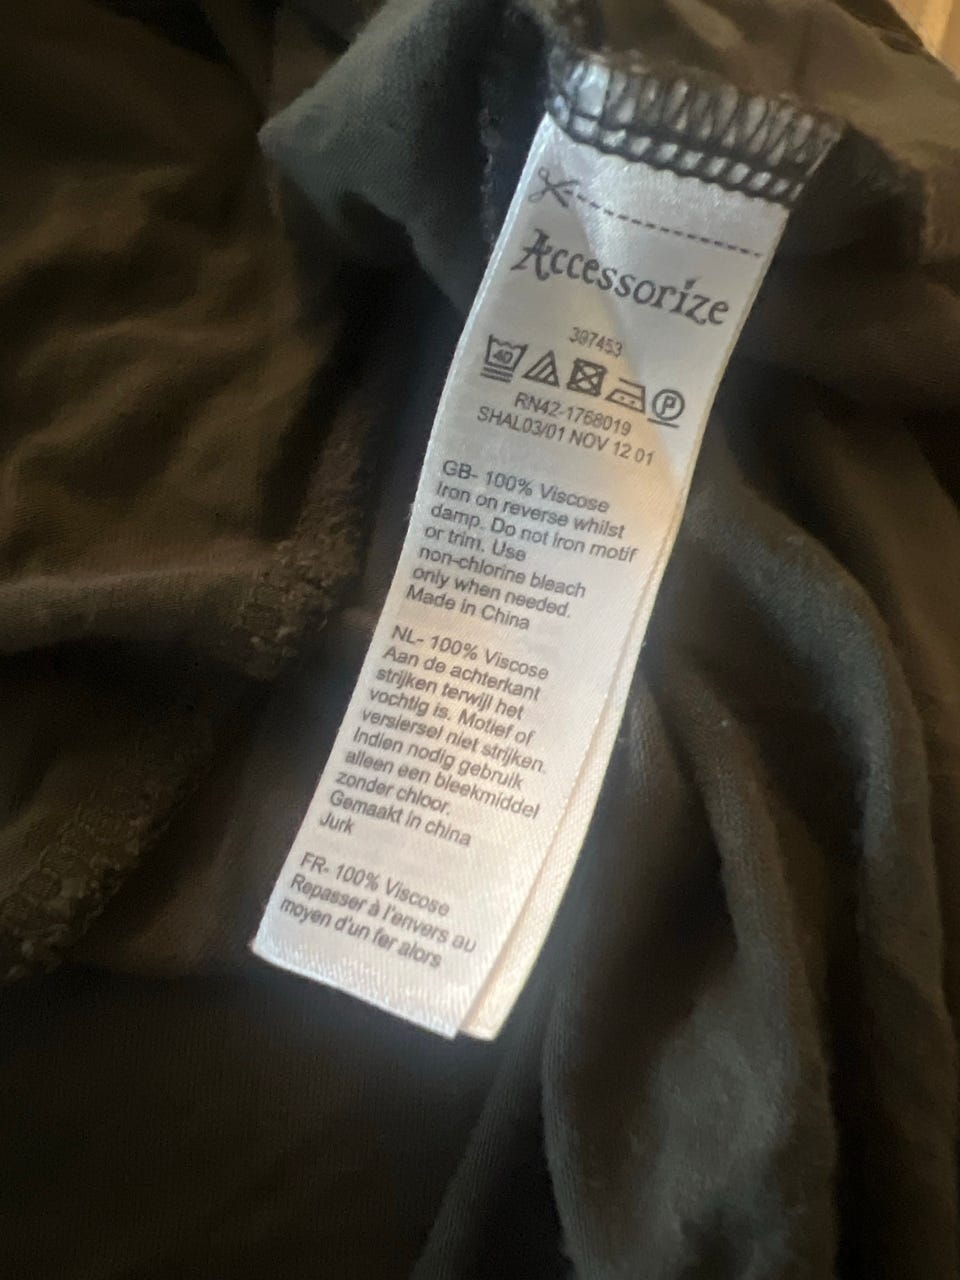 Accessorize
397453
40
P
RN42-1768019
SHAL03/01 NOV 12 01
GB- 100% Viscose
Iron on reverse whilst
damp. Do not iron motif
or trim. Use
non-chlorine bleach
only when needed.
Made in China
NL- 100% Viscose
Aan de achterkant
strijken terwijl het
vochtig is. Motief of
versiersel niet strijken.
Indien nodig gebruik
alleen een bleekmiddel
zonder chloor.
Gemaakt in china
Jurk
FR- 100% Viscose
Repasser à l'envers au
moyen d'un fer alors